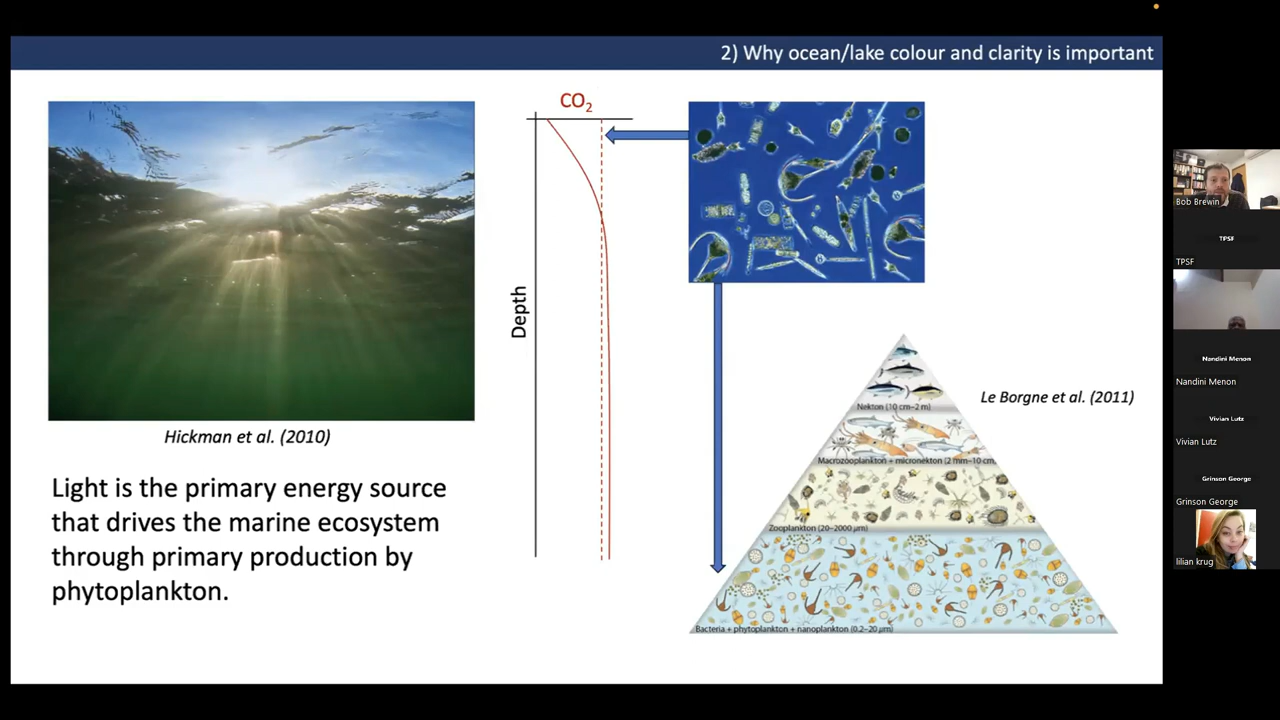 2) Why ocean/lake colour and clarity is important
CO2
Depth
Hickman et al. (2010)
Light is the primary energy source
that drives the marine ecosystem
through primary production by
phytoplankton.
Le Borgne et al. (2011)
Nekton (10 cm–2 m)
Macrozooplankton + micronekton (2 mm–10 cm
Zooplankton (20–2000 µm)
Bacteria + phytoplankton + nanoplankton (0.2–20 µm)
Bob Brewin
TPSF
TPSF
Nandini Menon
Nandini Menon
Vivian Lutz
Vivian Lutz
Grinson George
Grinson George
lilian krug